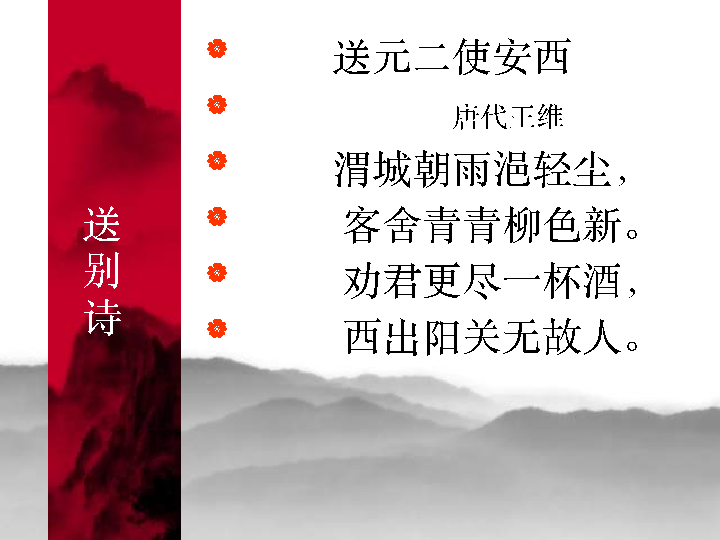 送别诗
送元二使安西
唐代王维
渭城朝雨浥轻尘，
客舍青青柳色新。
劝君更尽一杯酒，
西出阳关无故人。